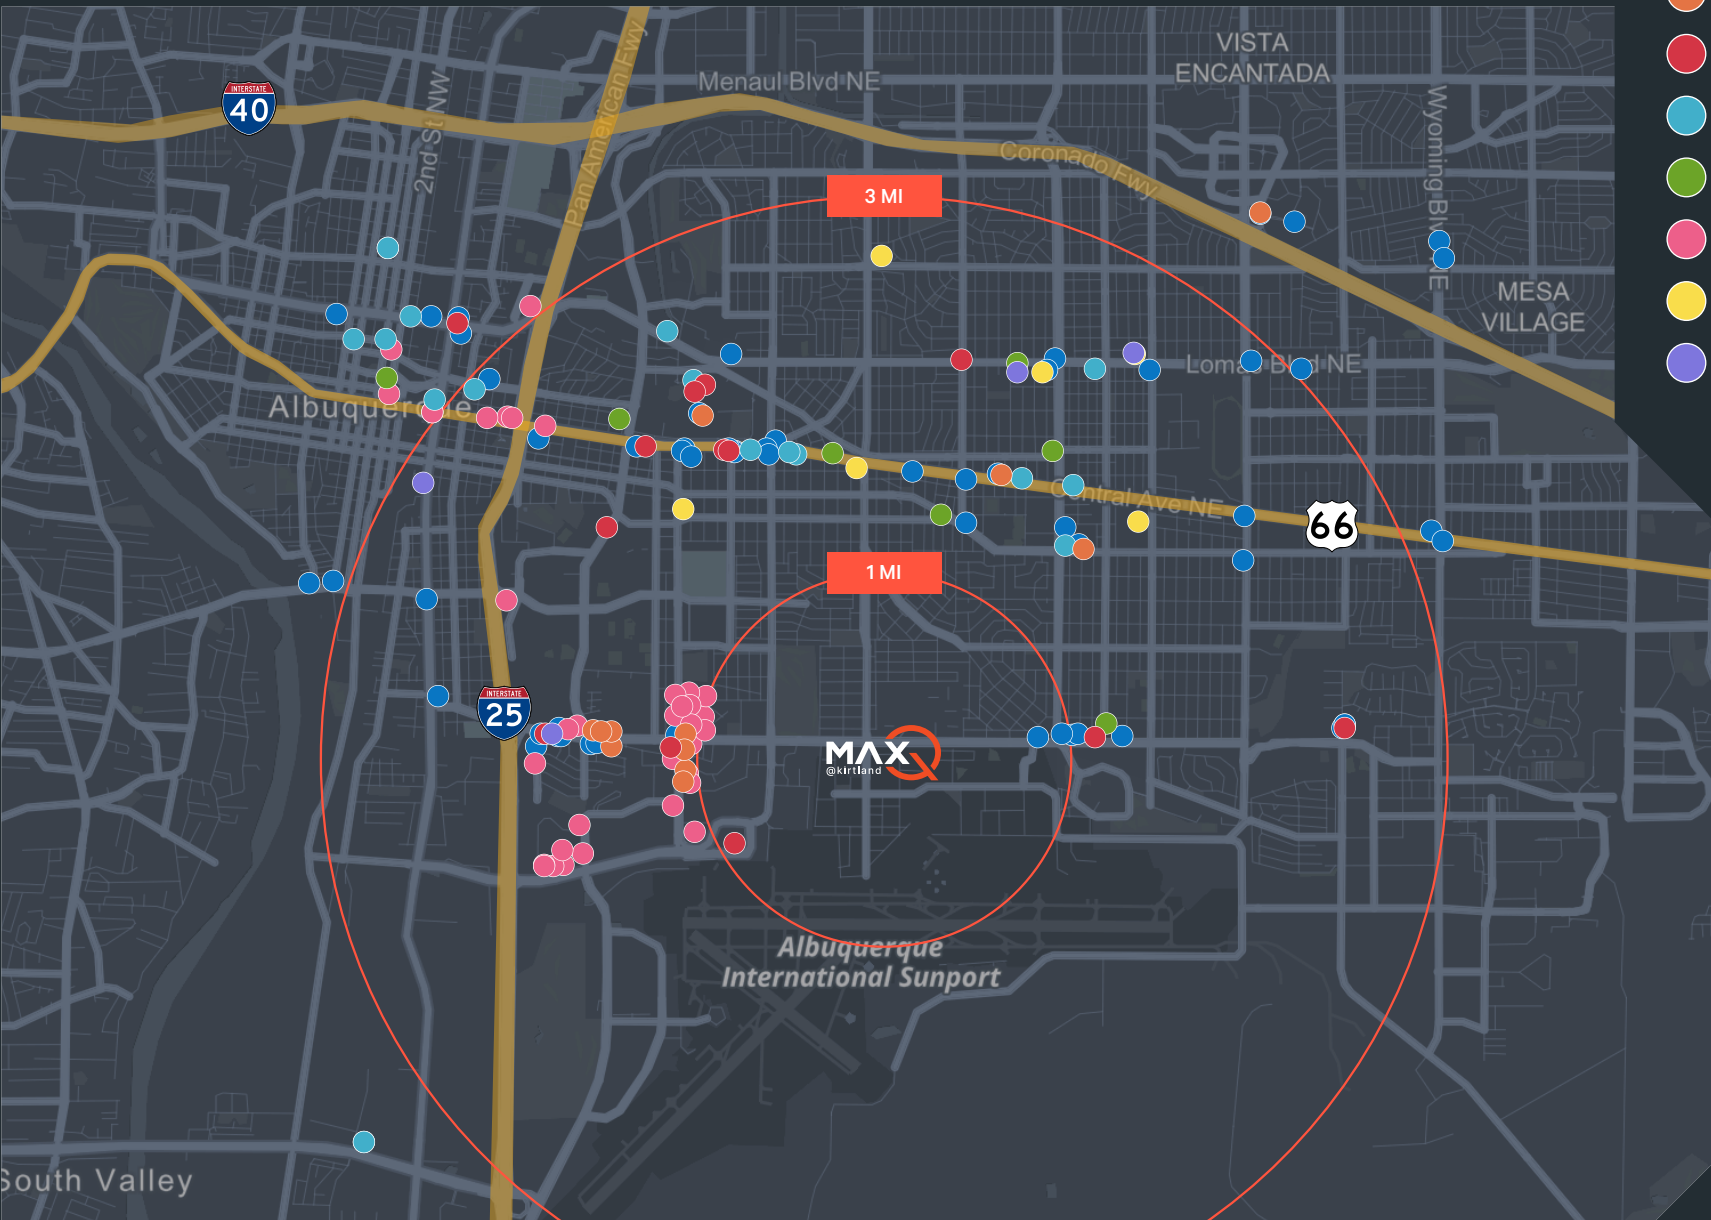 VISTA
ENCANTADA
Menaul Blvd NE
INTERSTATE
40
2nd St NW
Pan American Fwy
Coronado Fwy
Wyoming Blvd NE
3 MI
MESA
VILLAGE
Lomas Blvd NE
Albuquerque
Central Ave NE
66
1 MI
INTERSTATE
25
MAXQ
@kirtland
Albuquerque
International Sunport
South Valley